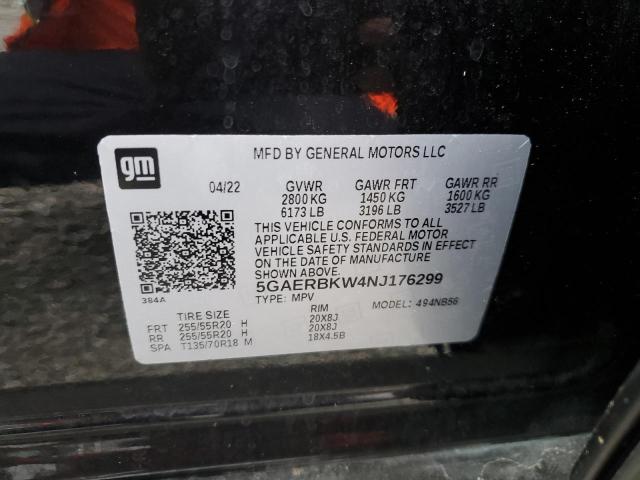 gm
MFD BY GENERAL MOTORS LLC
04/22 GVWR GAWR FRT GAWR RR
2800 KG 1450 KG 1600 KG
6173 LB 3196 LB 3527 LB
THIS VEHICLE CONFORMS TO ALL
APPLICABLE U.S. FEDERAL MOTOR
VEHICLE SAFETY STANDARDS IN EFFECT
ON THE DATE OF MANUFACTURE
SHOWN ABOVE.
384A 5GAERBKW4NJ176299
TYPE: MPV MODEL: 494NB56
TIRE SIZE RIM
FRT 255/55R20 H 20X8J
RR 255/55R20 H 20X8J
SPA T135/70R18 M 18X4.5B